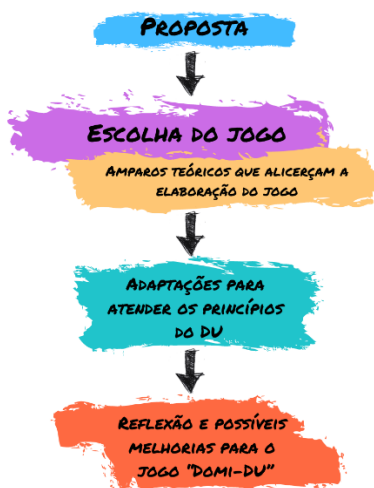 PROPOSTA
ESCOLHA DO JOGO
AMPAROS TEÓRICOS QUE ALICERÇAM A
ELABORAÇÃO DO JOGO
ADAPTAÇÕES PARA
ATENDER OS PRINCÍPIOS
DO DU
REFLEXÃO E POSSÍVEIS
MELHORIAS PARA O
JOGO "DOMI-DU"